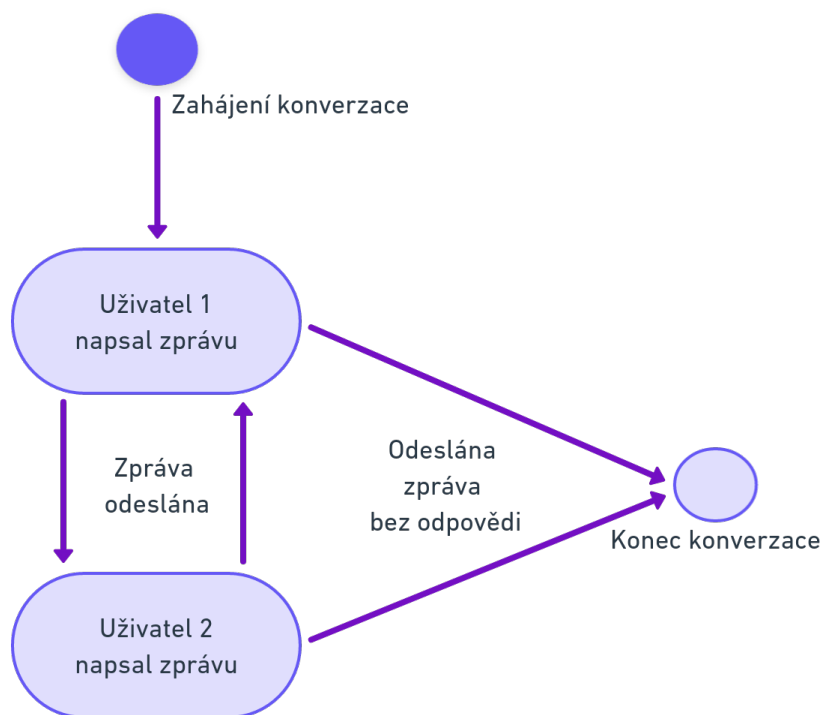 Zahájení konverzace
Uživatel 1
napsal zprávu
Zpráva
odeslána
Odeslána
zpráva
bez odpovědi
Konec konverzace
Uživatel 2
napsal zprávu